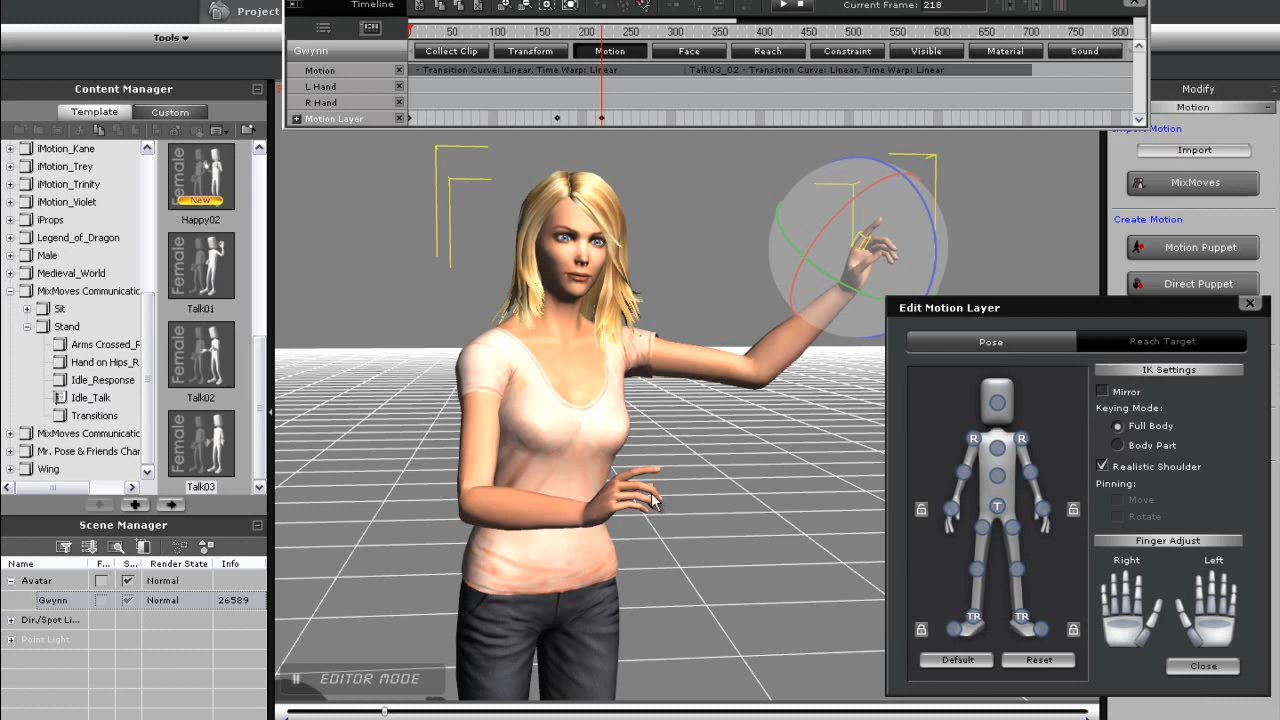 Project
Timeline
Current Frame: 218
Tools
50 100 150 200 250 300 350 400 450 500 550 600 650 700 750 800
Gwynn
Collect Clip
Transform
Motion
Face
Reach
Constraint
Visible
Material
Sound
Motion
- Transition Curve: Linear, Time Warp: Linear
Talk03_02 - Transition Curve: Linear, Time Warp: Linear
L Hand
R Hand
Motion Layer
Content Manager
Template
Custom
iMotion_Kane
iMotion_Trey
iMotion_Trinity
iMotion_Violet
iProps
Legend_of_Dragon
Male
Medieval_World
MixMoves Communicatic
Sit
Stand
Arms Crossed_F
Hand on Hips_R
Idle_Response
Idle_Talk
Transitions
MixMoves Communicatic
Mr. Pose & Friends Char
Wing
Female
New
Happy02
Female
Talk01
Female
Talk02
Female
Talk03
Scene Manager
Name
F...
S...
Render State
Info
Avatar
Normal
Gwynn
Normal
26589
Dir./Spot Li...
Point Light
EDITOR MODE
Modify
Motion
Import Motion
Import
MixMoves
Create Motion
Motion Puppet
Direct Puppet
Edit Motion Layer
Pose
Reach Target
R
R
T
TR
TR
Default
Reset
IK Settings
Mirror
Keying Mode:
Full Body
Body Part
Realistic Shoulder
Pinning:
Move
Rotate
Finger Adjust
Right
Left
Close